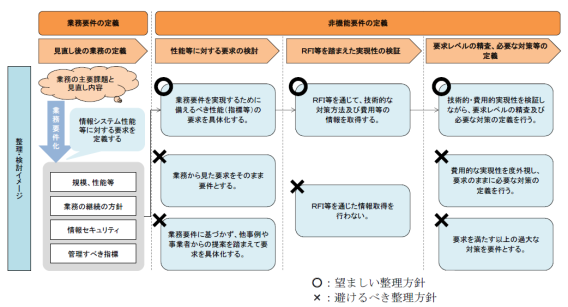 業務要件の定義
非機能要件の定義
見直し後の業務の定義
性能等に対する要求の検討
RFI等を踏まえた実現性の検証
要求レベルの精査、必要な対策等の
定義
整理・検討イメージ
業務の主要課題と
見直し内容
業務要件化
情報システム性能
等に対する要求を
定義する
規模、性能等
業務の継続の方針
情報セキュリティ
管理すべき指標
業務要件を実現するために
備えるべき性能(指標等)の
要求を具体化する。
業務から見た要求をそのまま
要件とする。
業務要件に基づかず、他事例や
事業者からの提案を踏まえて要
求を具体化する。
RFI等を通じて、技術的な
対策方法及び費用等の
情報を取得する。
RFI等を通じた情報取得を
行わない。
技術的・費用的実現性を検証し
ながら、要求レベルの精査及び
必要な対策の定義を行う。
費用的な実現性を度外視し、
要求のままに必要な対策の
定義を行う。
要求を満たす以上の過大な
対策を要件とする。
○:望ましい整理方針
×:避けるべき整理方針